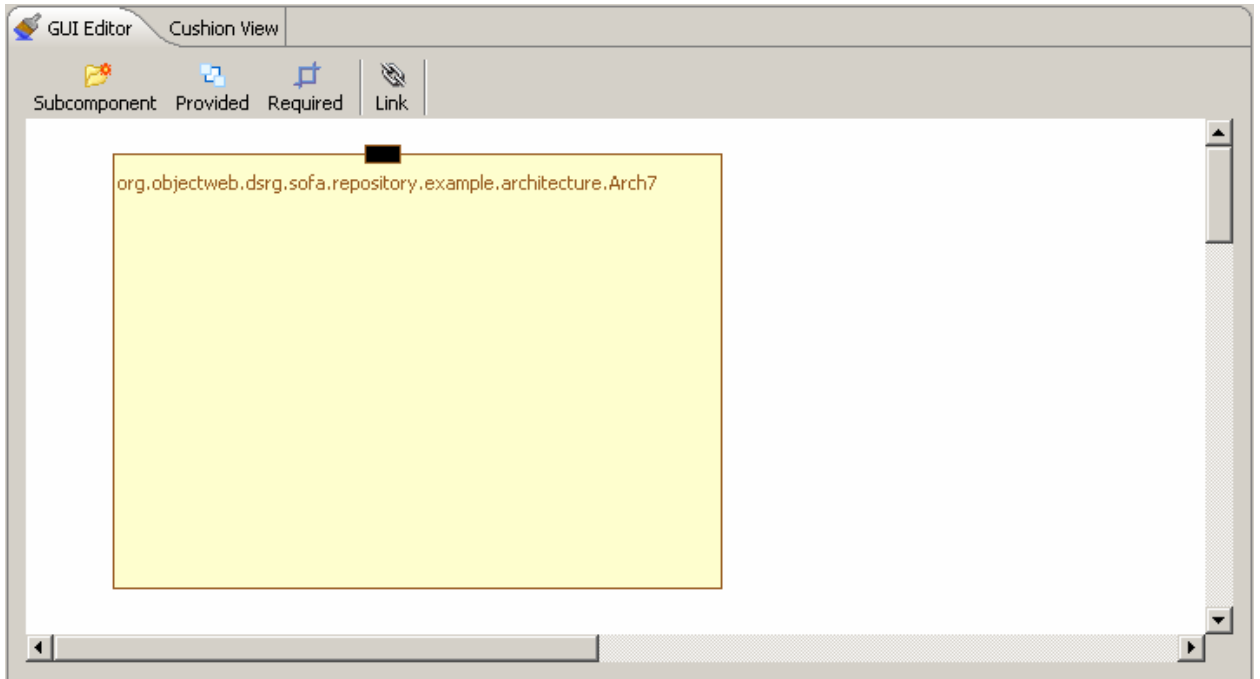 GUI Editor Cushion View
Subcomponent Provided Required Link
org.objectweb.dsrg.sofa.repository.example.architecture.Arch7